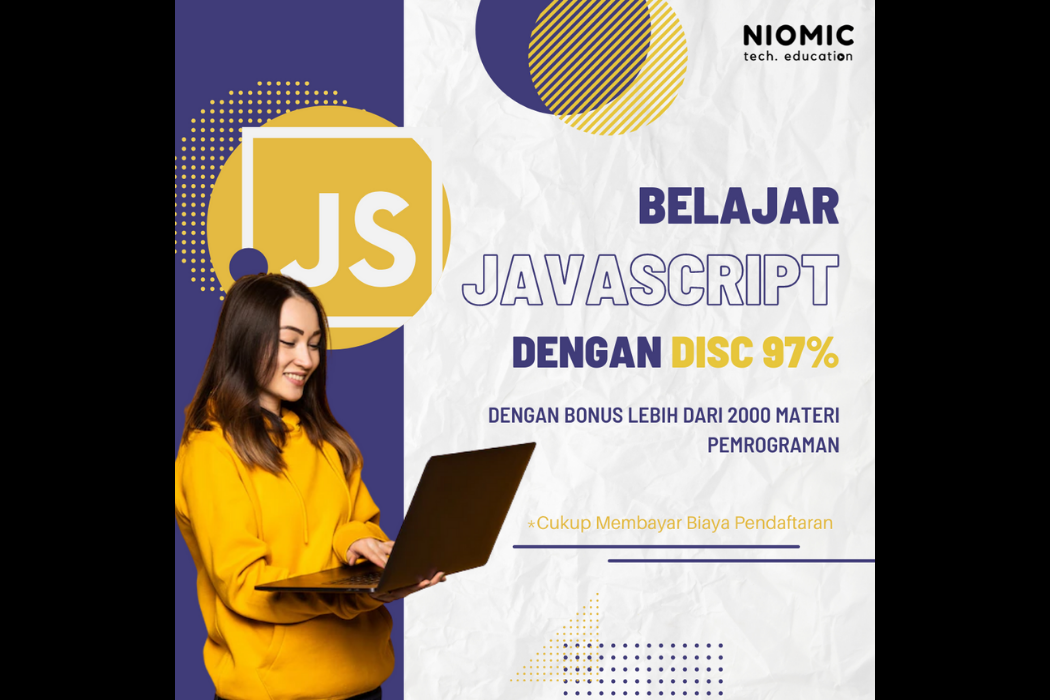 NIOMIC
tech. education
JS
BELAJAR
JAVASCRIPT
DENGAN DISC 97%
DENGAN BONUS LEBIH DARI 2000 MATERI
PEMROGRAMAN
*Cukup Membayar Biaya Pendaftaran